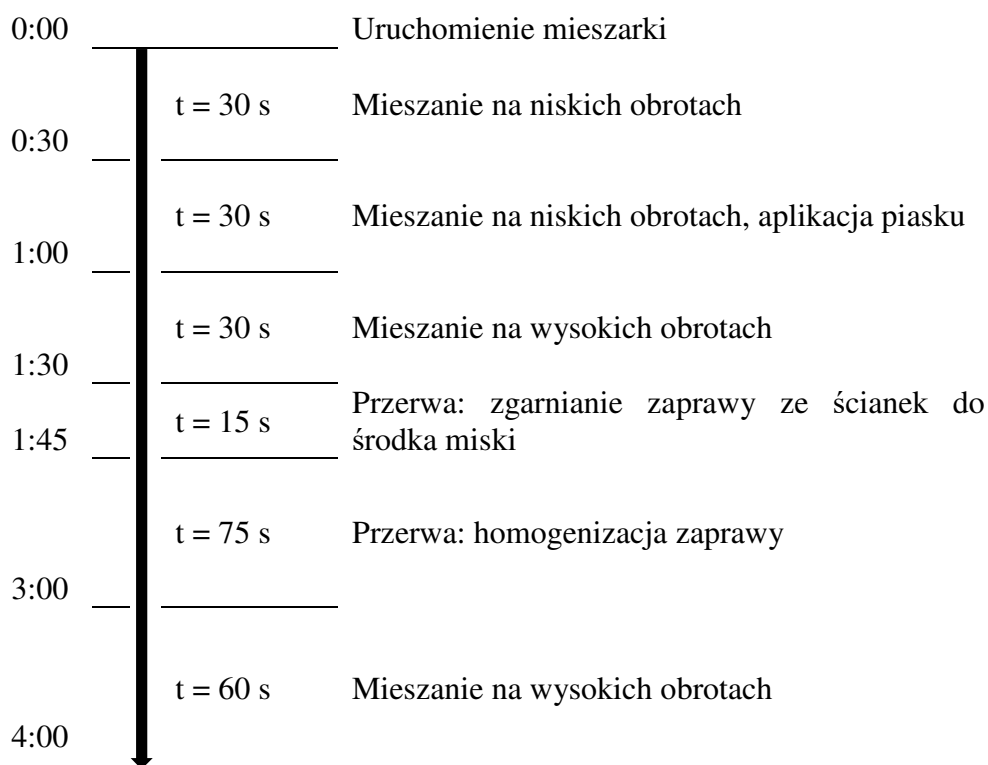 0:00 Uruchomienie mieszarki
t = 30 s Mieszanie na niskich obrotach
0:30
t = 30 s Mieszanie na niskich obrotach, aplikacja piasku
1:00
t = 30 s Mieszanie na wysokich obrotach
1:30
t = 15 s Przerwa: zgarnianie zaprawy ze ścianek do
środka miski
1:45
t = 75 s Przerwa: homogenizacja zaprawy
3:00
t = 60 s Mieszanie na wysokich obrotach
4:00